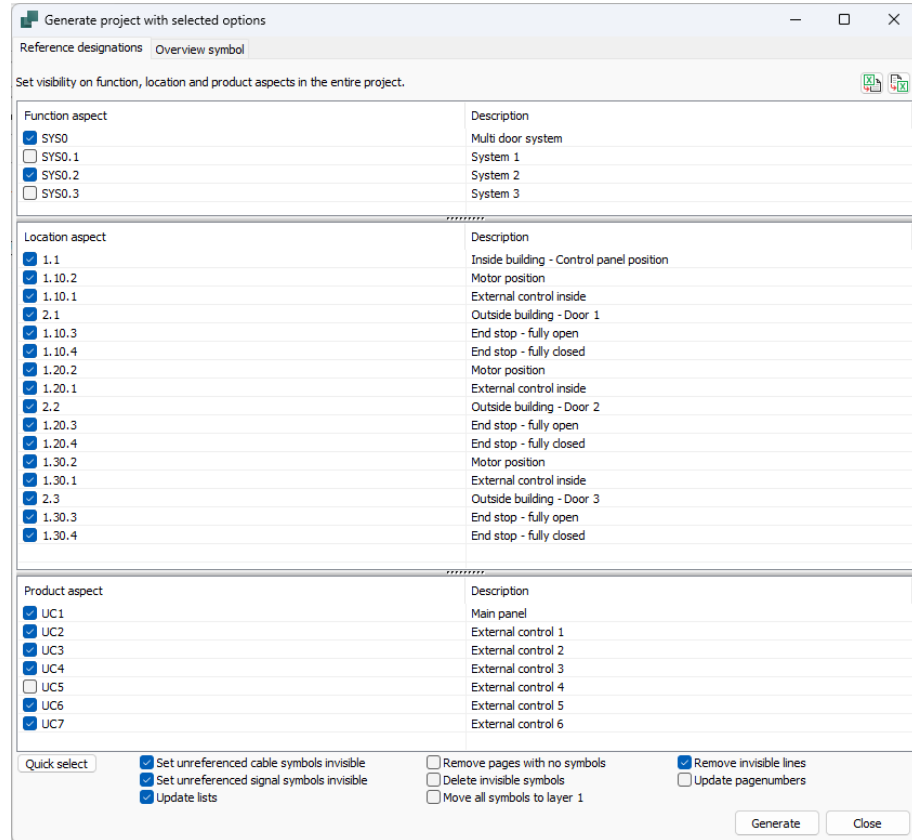 Generate project with selected options
Reference designations Overview symbol
Set visibility on function, location and product aspects in the entire project.
Function aspect Description
SYS0 Multi door system
SYS0.1 System 1
SYS0.2 System 2
SYS0.3 System 3
Location aspect Description
1.1 Inside building - Control panel position
1.10.2 Motor position
1.10.1 External control inside
2.1 Outside building - Door 1
1.10.3 End stop - fully open
1.10.4 End stop - fully closed
1.20.2 Motor position
1.20.1 External control inside
2.2 Outside building - Door 2
1.20.3 End stop - fully open
1.20.4 End stop - fully closed
1.30.2 Motor position
1.30.1 External control inside
2.3 Outside building - Door 3
1.30.3 End stop - fully open
1.30.4 End stop - fully closed
Product aspect Description
UC1 Main panel
UC2 External control 1
UC3 External control 2
UC4 External control 3
UC5 External control 4
UC6 External control 5
UC7 External control 6
Quick select Set unreferenced cable symbols invisible Remove pages with no symbols Remove invisible lines
Set unreferenced signal symbols invisible Delete invisible symbols Update pagenumbers
Update lists Move all symbols to layer 1
Generate Close